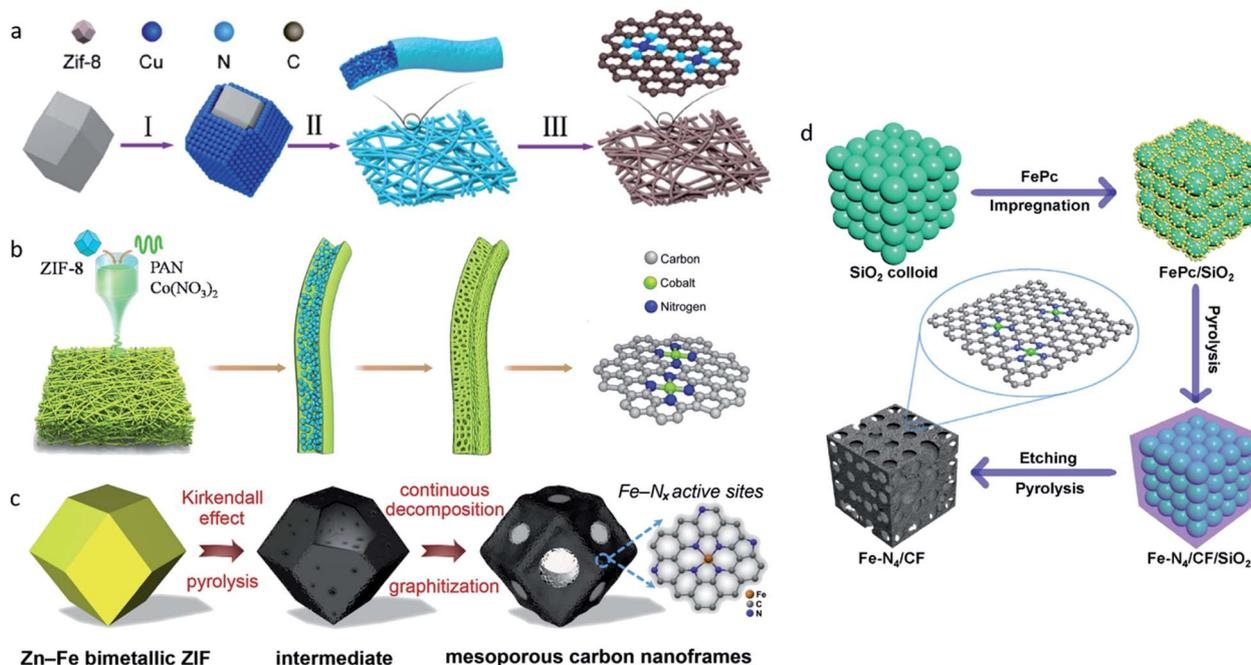 a
Zif-8 Cu N C
I
II
III
b
ZIF-8
PAN
Co(NO₃)₂
Carbon
Cobalt
Nitrogen
c
Kirkendall
effect
pyrolysis
continuous
decomposition
graphitization
Fe–Nₓ active sites
Fe
C
N
Zn–Fe bimetallic ZIF
intermediate
mesoporous carbon nanoframes
d
SiO₂ colloid
FePc
Impregnation
FePc/SiO₂
Pyrolysis
Etching
Pyrolysis
Fe-N₄/CF
Fe-N₄/CF/SiO₂